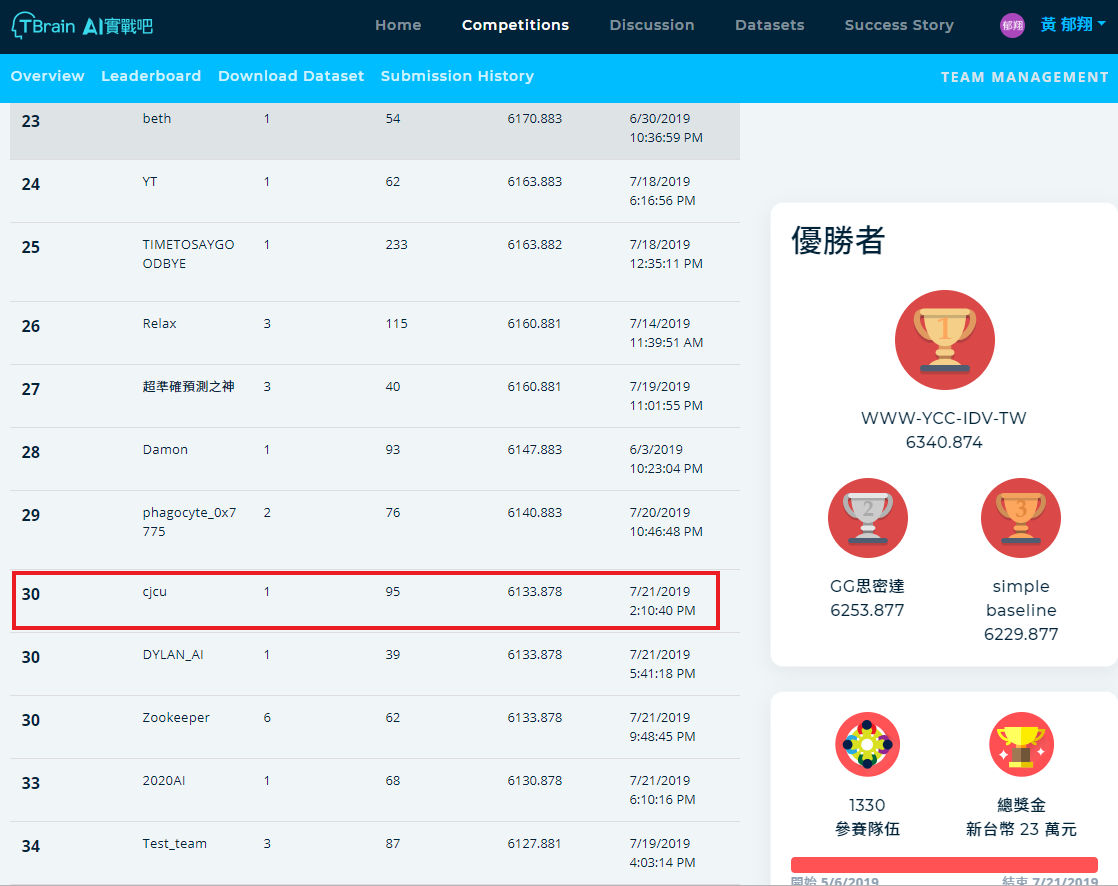 TBrain AI實戰吧
Home Competitions Discussion Datasets Success Story 郁翔 黃 郁翔
Overview Leaderboard Download Dataset Submission History TEAM MANAGEMENT
23 beth 1 54 6170.883 6/30/2019
10:36:59 PM
24 YT 1 62 6163.883 7/18/2019
6:16:56 PM
25 TIMETOSAYGO 1 233 6163.882 7/18/2019
ODBYE 12:35:11 PM
26 Relax 3 115 6160.881 7/14/2019
11:39:51 AM
27 超準確預測之神 3 40 6160.881 7/19/2019
11:01:55 PM
28 Damon 1 93 6147.883 6/3/2019
10:23:04 PM
29 phagocyte_0x7 2 76 6140.883 7/20/2019
775 10:46:48 PM
30 cjcu 1 95 6133.878 7/21/2019
2:10:40 PM
30 DYLAN_AI 1 39 6133.878 7/21/2019
5:41:18 PM
30 Zookeeper 6 62 6133.878 7/21/2019
9:48:45 PM
33 2020AI 1 68 6130.878 7/21/2019
6:10:16 PM
34 Test_team 3 87 6127.881 7/19/2019
4:03:14 PM
優勝者
1
WWW-YCC-IDV-TW
6340.874
2 3
GG思密達 simple
baseline
6253.877
6229.877
1330 總獎金
參賽隊伍 新台幣 23 萬元
開始 5/6/2019 結束 7/21/2019